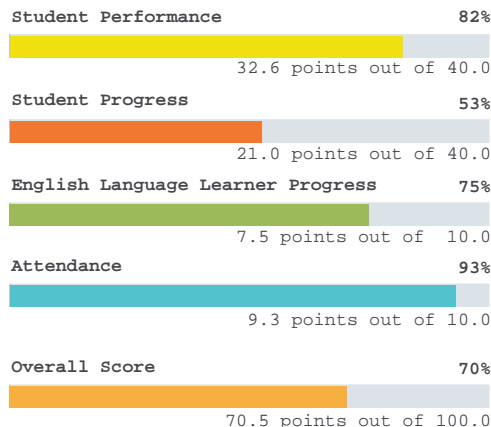 Student Performance 82%
32.6 points out of 40.0
Student Progress 53%
21.0 points out of 40.0
English Language Learner Progress 75%
7.5 points out of 10.0
Attendance 93%
9.3 points out of 10.0
Overall Score 70%
70.5 points out of 100.0